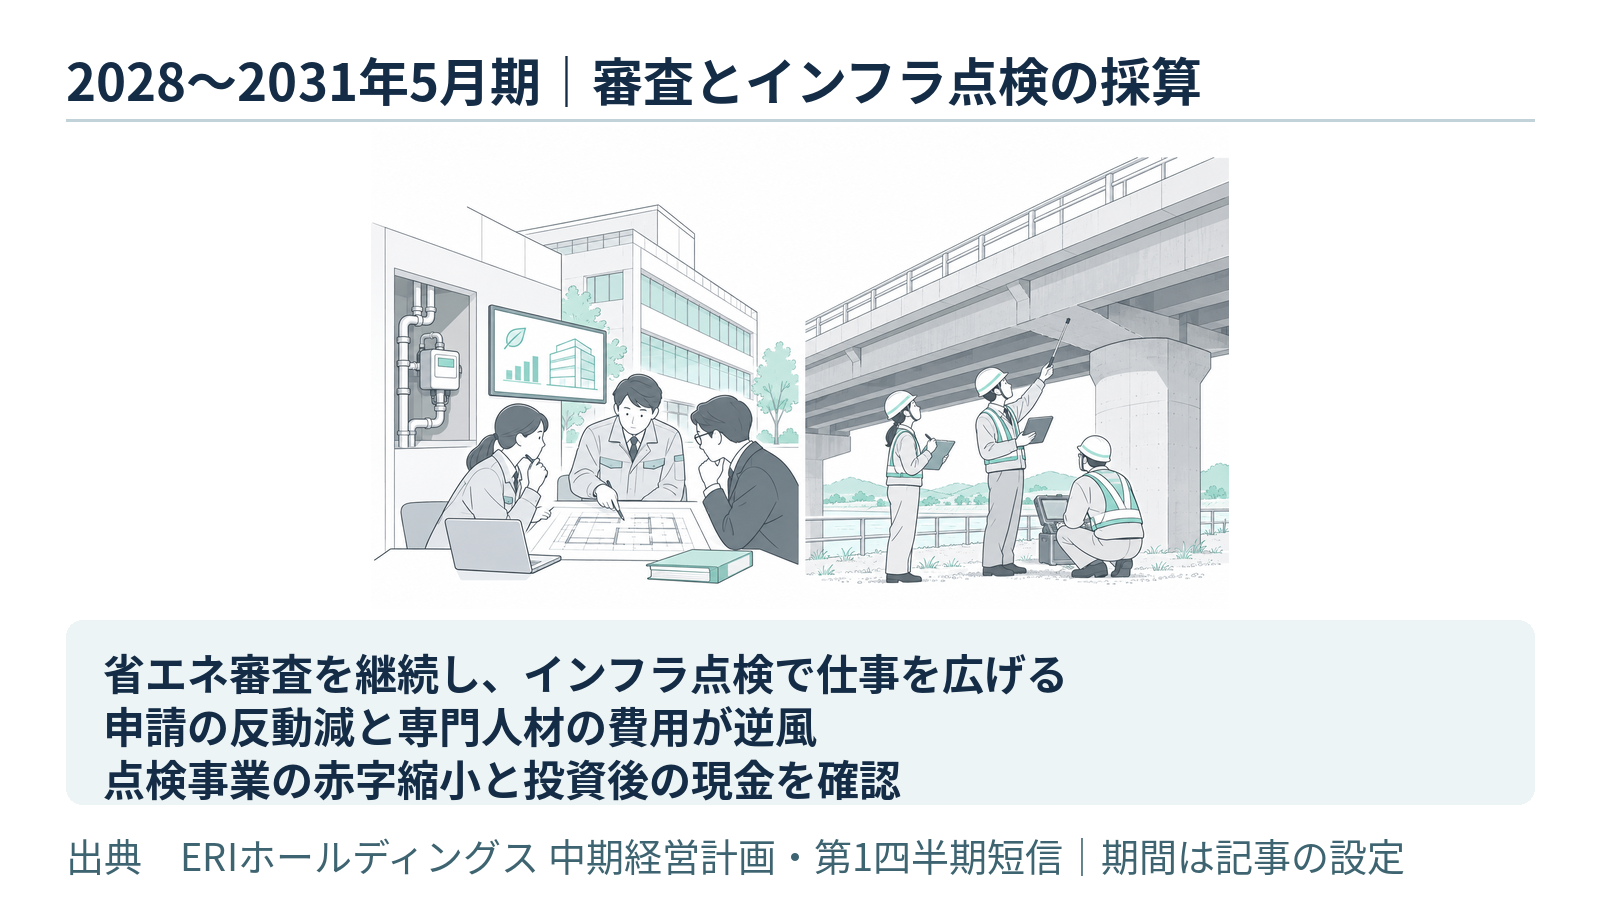 2028～2031年5月期｜審査とインフラ点検の採算
省エネ審査を継続し、インフラ点検で仕事を広げる
申請の反動減と専門人材の費用が逆風
点検事業の赤字縮小と投資後の現金を確認
出典　ERIホールディングス 中期経営計画・第1四半期短信｜期間は記事の設定